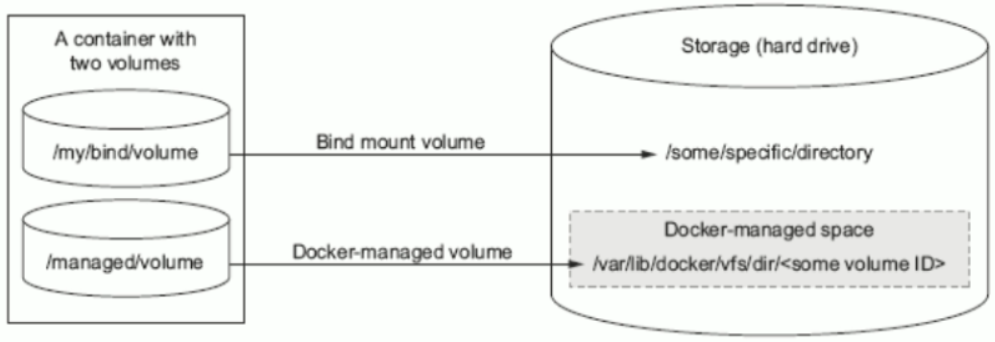 A container with
two volumes
/my/bind/volume
/managed/volume
Bind mount volume
Docker-managed volume
Storage (hard drive)
/some/specific/directory
Docker-managed space
/var/lib/docker/vfs/dir/<some volume ID>